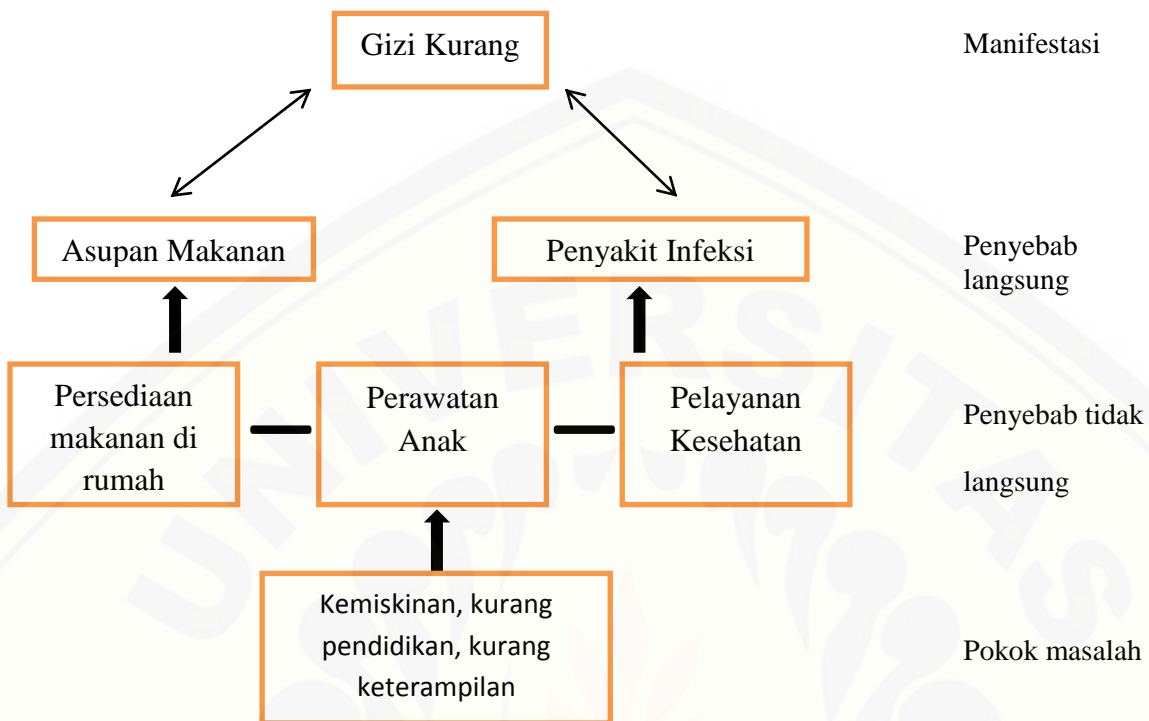 Gizi Kurang
Manifestasi
Asupan Makanan
Penyakit Infeksi
Penyebab
langsung
Persediaan
makanan di
rumah
Perawatan
Anak
Pelayanan
Kesehatan
Penyebab tidak
langsung
Kemiskinan, kurang
pendidikan, kurang
keterampilan
Pokok masalah
UNIVERSITAS